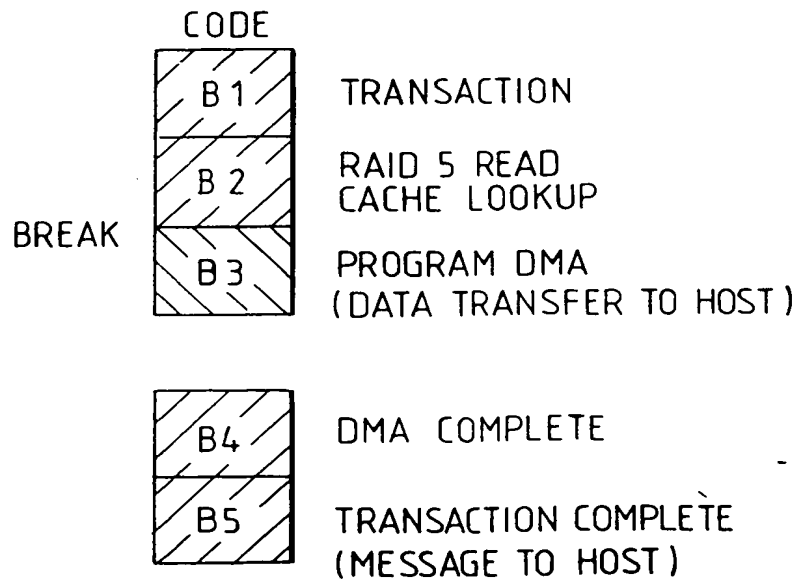 CODE
B1 TRANSACTION
B2 RAID 5 READ
CACHE LOOKUP
BREAK
B3 PROGRAM DMA
(DATA TRANSFER TO HOST)
B4 DMA COMPLETE
B5 TRANSACTION COMPLETE
(MESSAGE TO HOST)